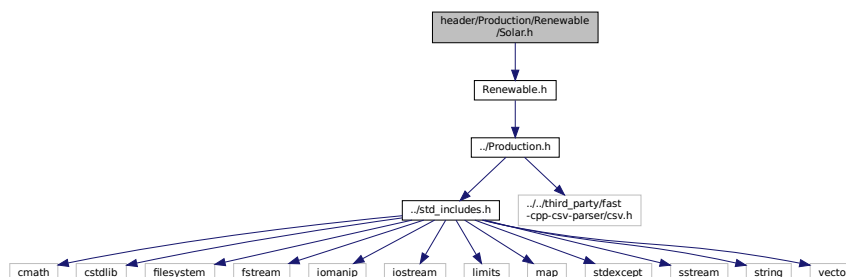 header/Production/Renewable
/Solar.h
Renewable.h
../Production.h
../std_includes.h
../../third_party/fast
-cpp-csv-parser/csv.h
cmath
cstdlib
filesystem
fstream
iomanip
iostream
limits
map
stdexcept
sstream
string
vecto